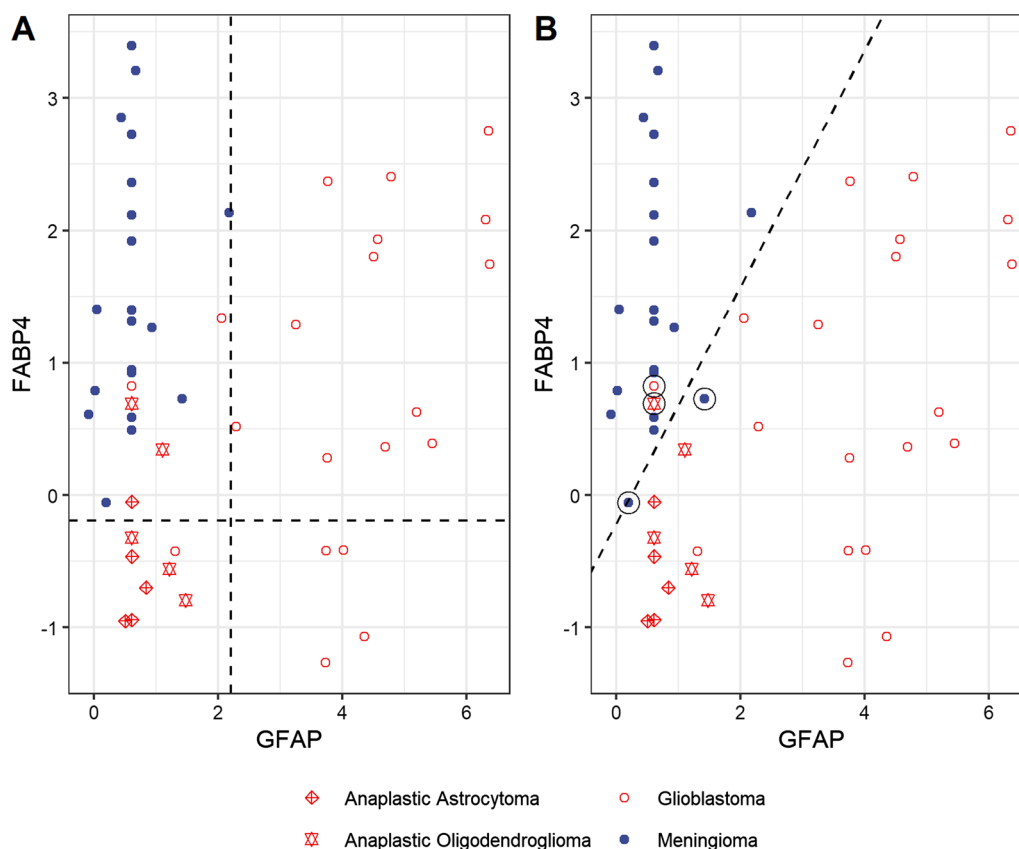 A B
FABP4 FABP4
3 3
2 2
1 1
0 0
-1 -1
0 2 4 6 0 2 4 6
GFAP GFAP
Anaplastic Astrocytoma Glioblastoma
Anaplastic Oligodendroglioma Meningioma